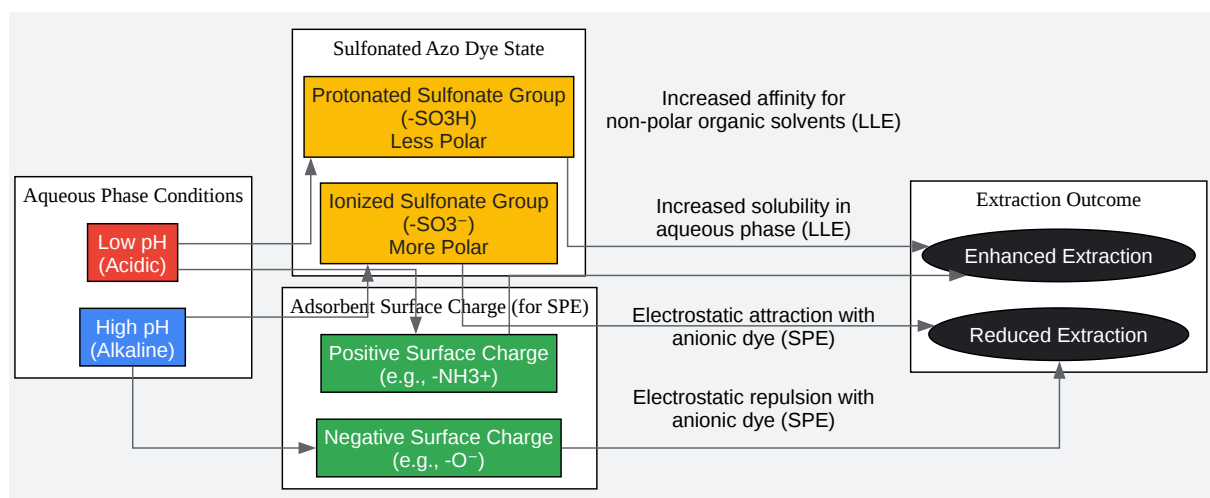 Sulfonated Azo Dye State
Protonated Sulfonate Group
(-SO3H)
Less Polar
Ionized Sulfonate Group
(-SO3⁻)
More Polar
Aqueous Phase Conditions
Low pH
(Acidic)
High pH
(Alkaline)
Adsorbent Surface Charge (for SPE)
Positive Surface Charge
(e.g., -NH3+)
Negative Surface Charge
(e.g., -O⁻)
Increased affinity for
non-polar organic solvents (LLE)
Increased solubility in
aqueous phase (LLE)
Electrostatic attraction with
anionic dye (SPE)
Electrostatic repulsion with
anionic dye (SPE)
Extraction Outcome
Enhanced Extraction
Reduced Extraction